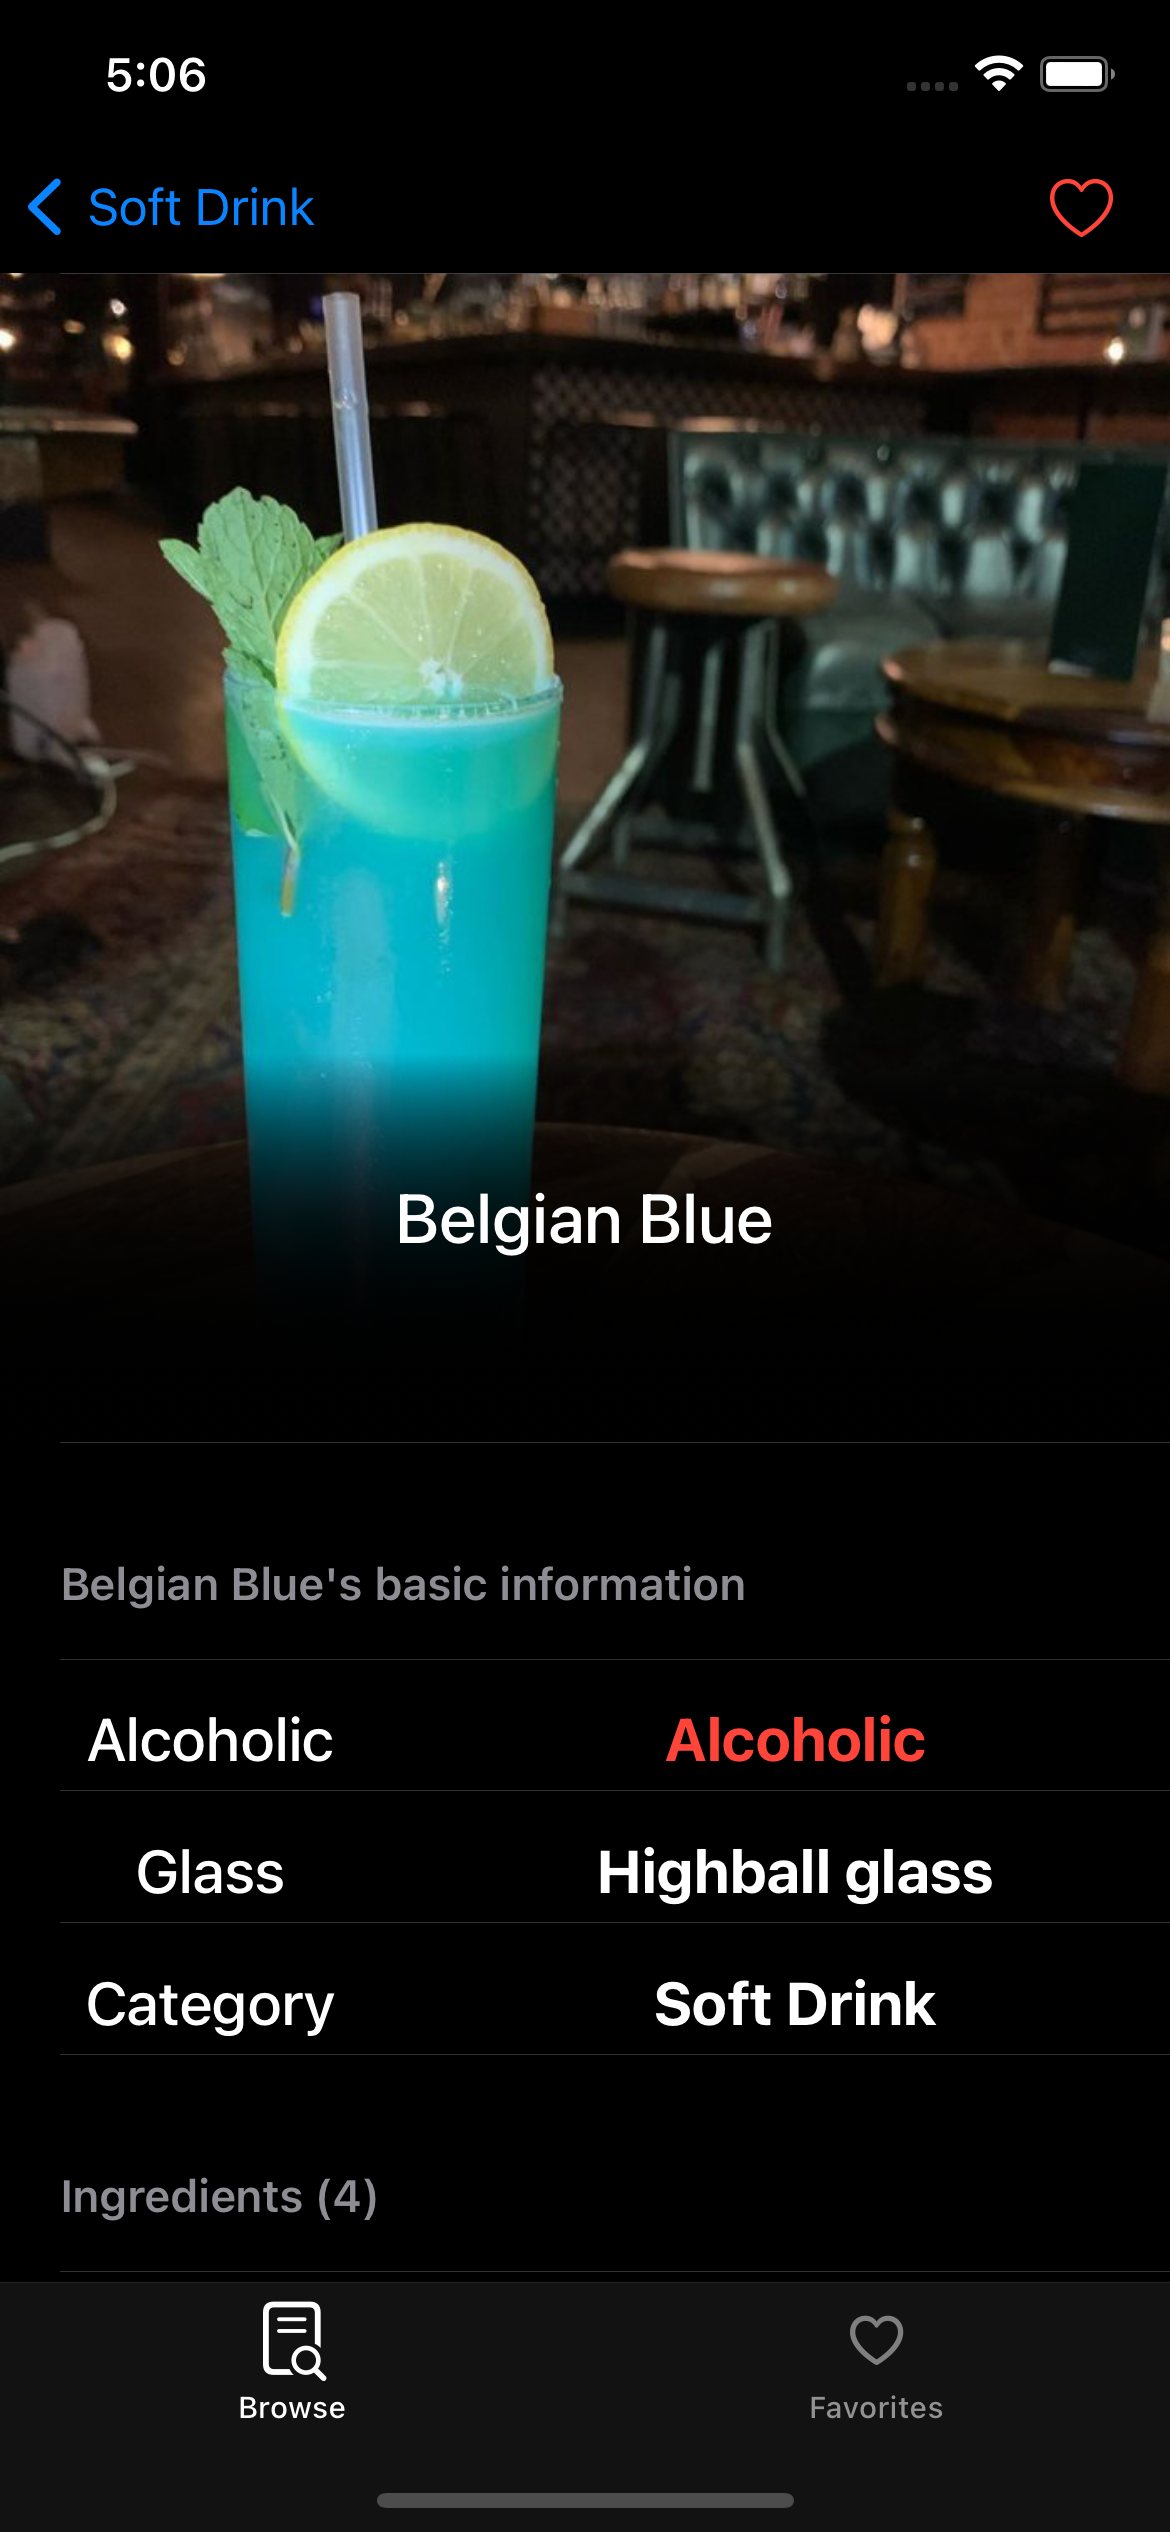 5:06
Soft Drink
Belgian Blue
Belgian Blue's basic information
Alcoholic Alcoholic
Glass Highball glass
Category Soft Drink
Ingredients (4)
Browse Favorites